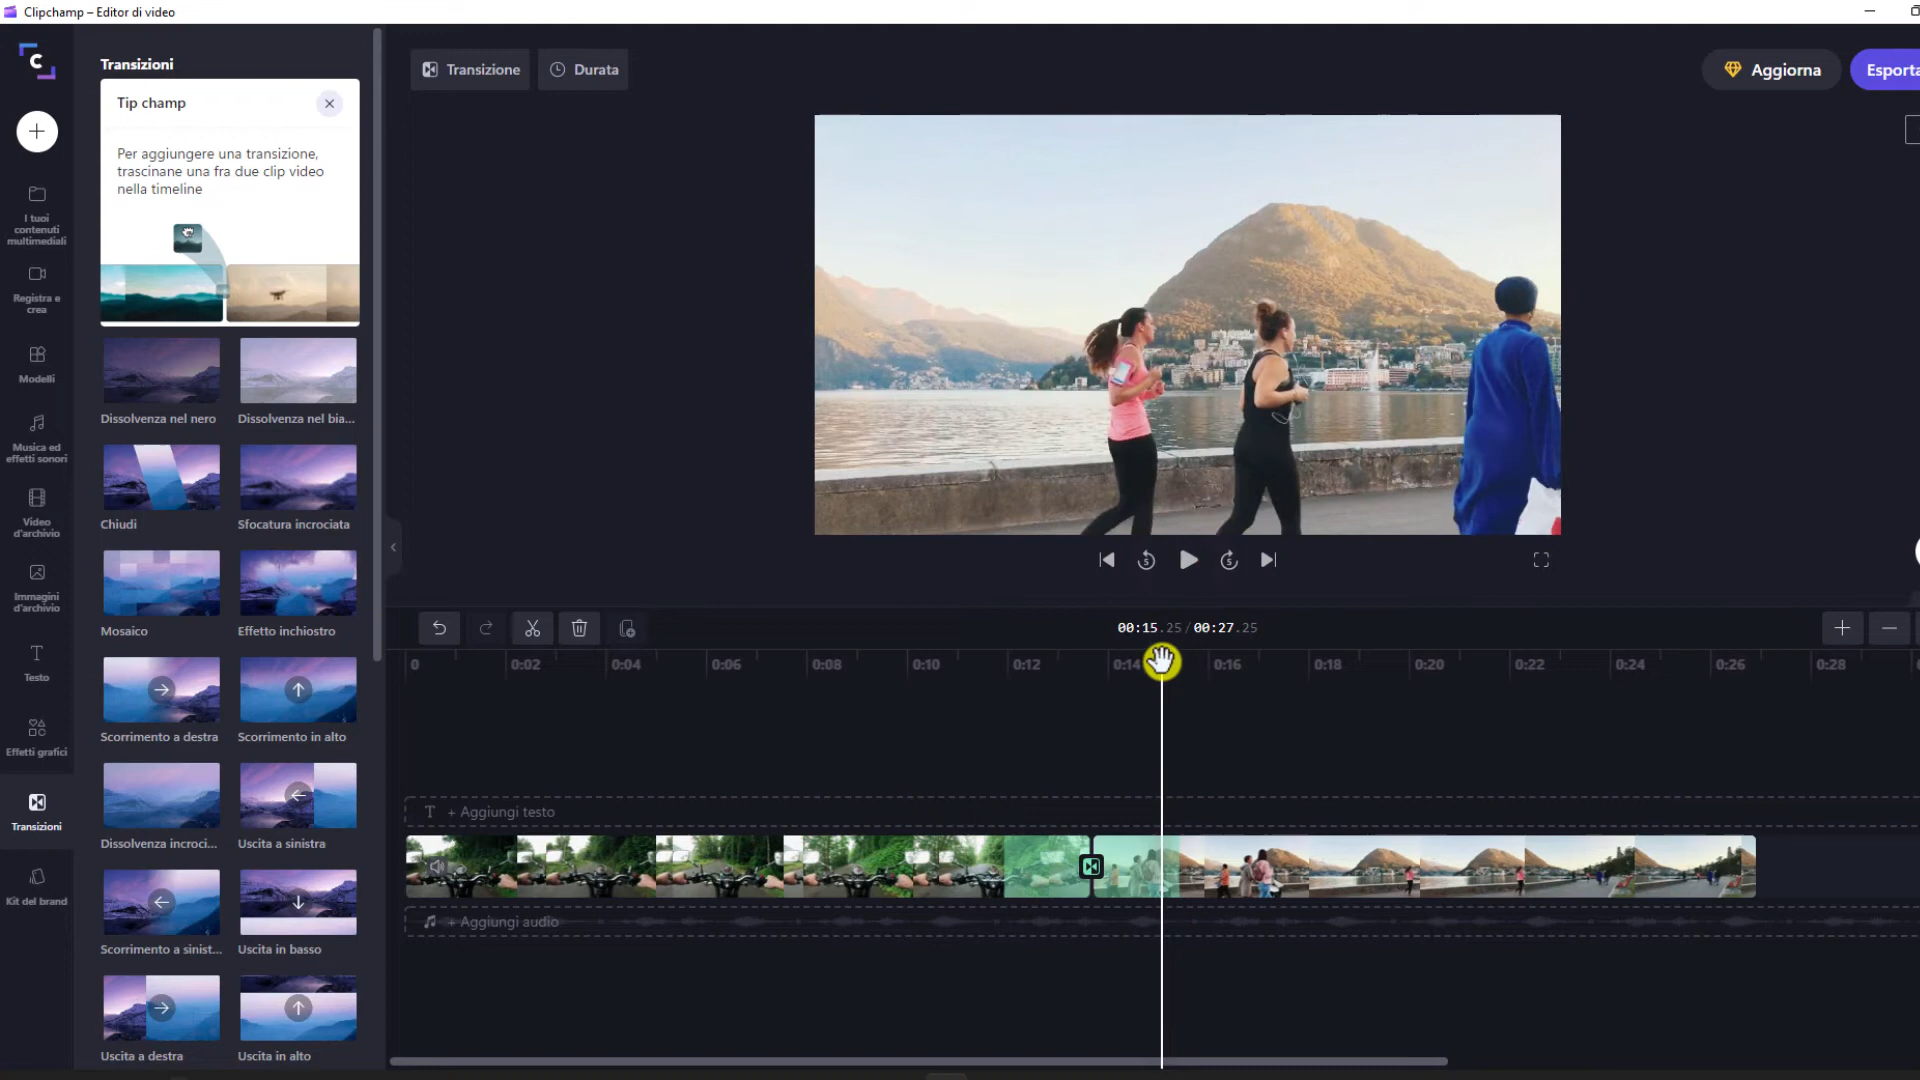 Clipchamp – Editor di video
C
I tuoi
contenuti
multimediali
Registra e
crea
Modelli
Musica ed
effetti sonori
Video
d'archivio
Immagini
d'archivio
Testo
Effetti grafici
Transizioni
Kit del brand
Transizioni
Tip champ
Per aggiungere una transizione,
trascinane una fra due clip video
nella timeline
Dissolvenza nel nero
Dissolvenza nel bia...
Chiudi
Sfocatura incrociata
Mosaico
Effetto inchiostro
Scorrimento a destra
Scorrimento in alto
Dissolvenza incroci...
Uscita a sinistra
Scorrimento a sinist...
Uscita in basso
Uscita a destra
Uscita in alto
Transizione
Durata
Aggiorna
Esporta
5
5
00:15.25 / 00:27.25
0
0:02
0:04
0:06
0:08
0:10
0:12
0:14
0:16
0:18
0:20
0:22
0:24
0:26
0:28
T + Aggiungi testo
+ Aggiungi audio